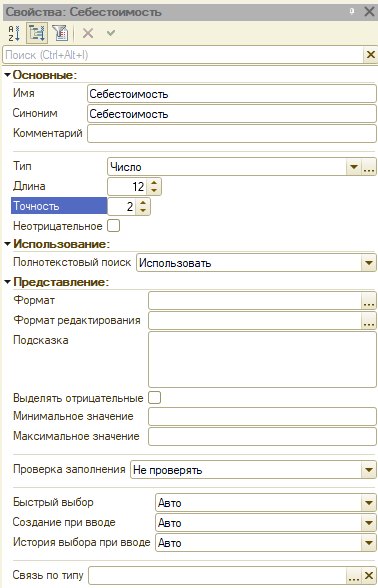 Свойства: Себестоимость
Поиск (Ctrl+Alt+I)
Основные:
Имя Себестоимость
Синоним Себестоимость
Комментарий
Тип Число
Длина 12
Точность 2
Неотрицательное
Использование:
Полнотекстовый поиск Использовать
Представление:
Формат
Формат редактирования
Подсказка
Выделять отрицательные
Минимальное значение
Максимальное значение
Проверка заполнения Не проверять
Быстрый выбор Авто
Создание при вводе Авто
История выбора при вводе Авто
Связь по типу